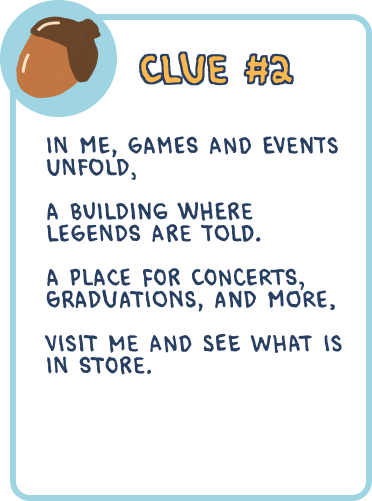 CLUE #2
IN ME, GAMES AND EVENTS
UNFOLD,
A BUILDING WHERE
LEGENDS ARE TOLD.
A PLACE FOR CONCERTS,
GRADUATIONS, AND MORE,
VISIT ME AND SEE WHAT IS
IN STORE.